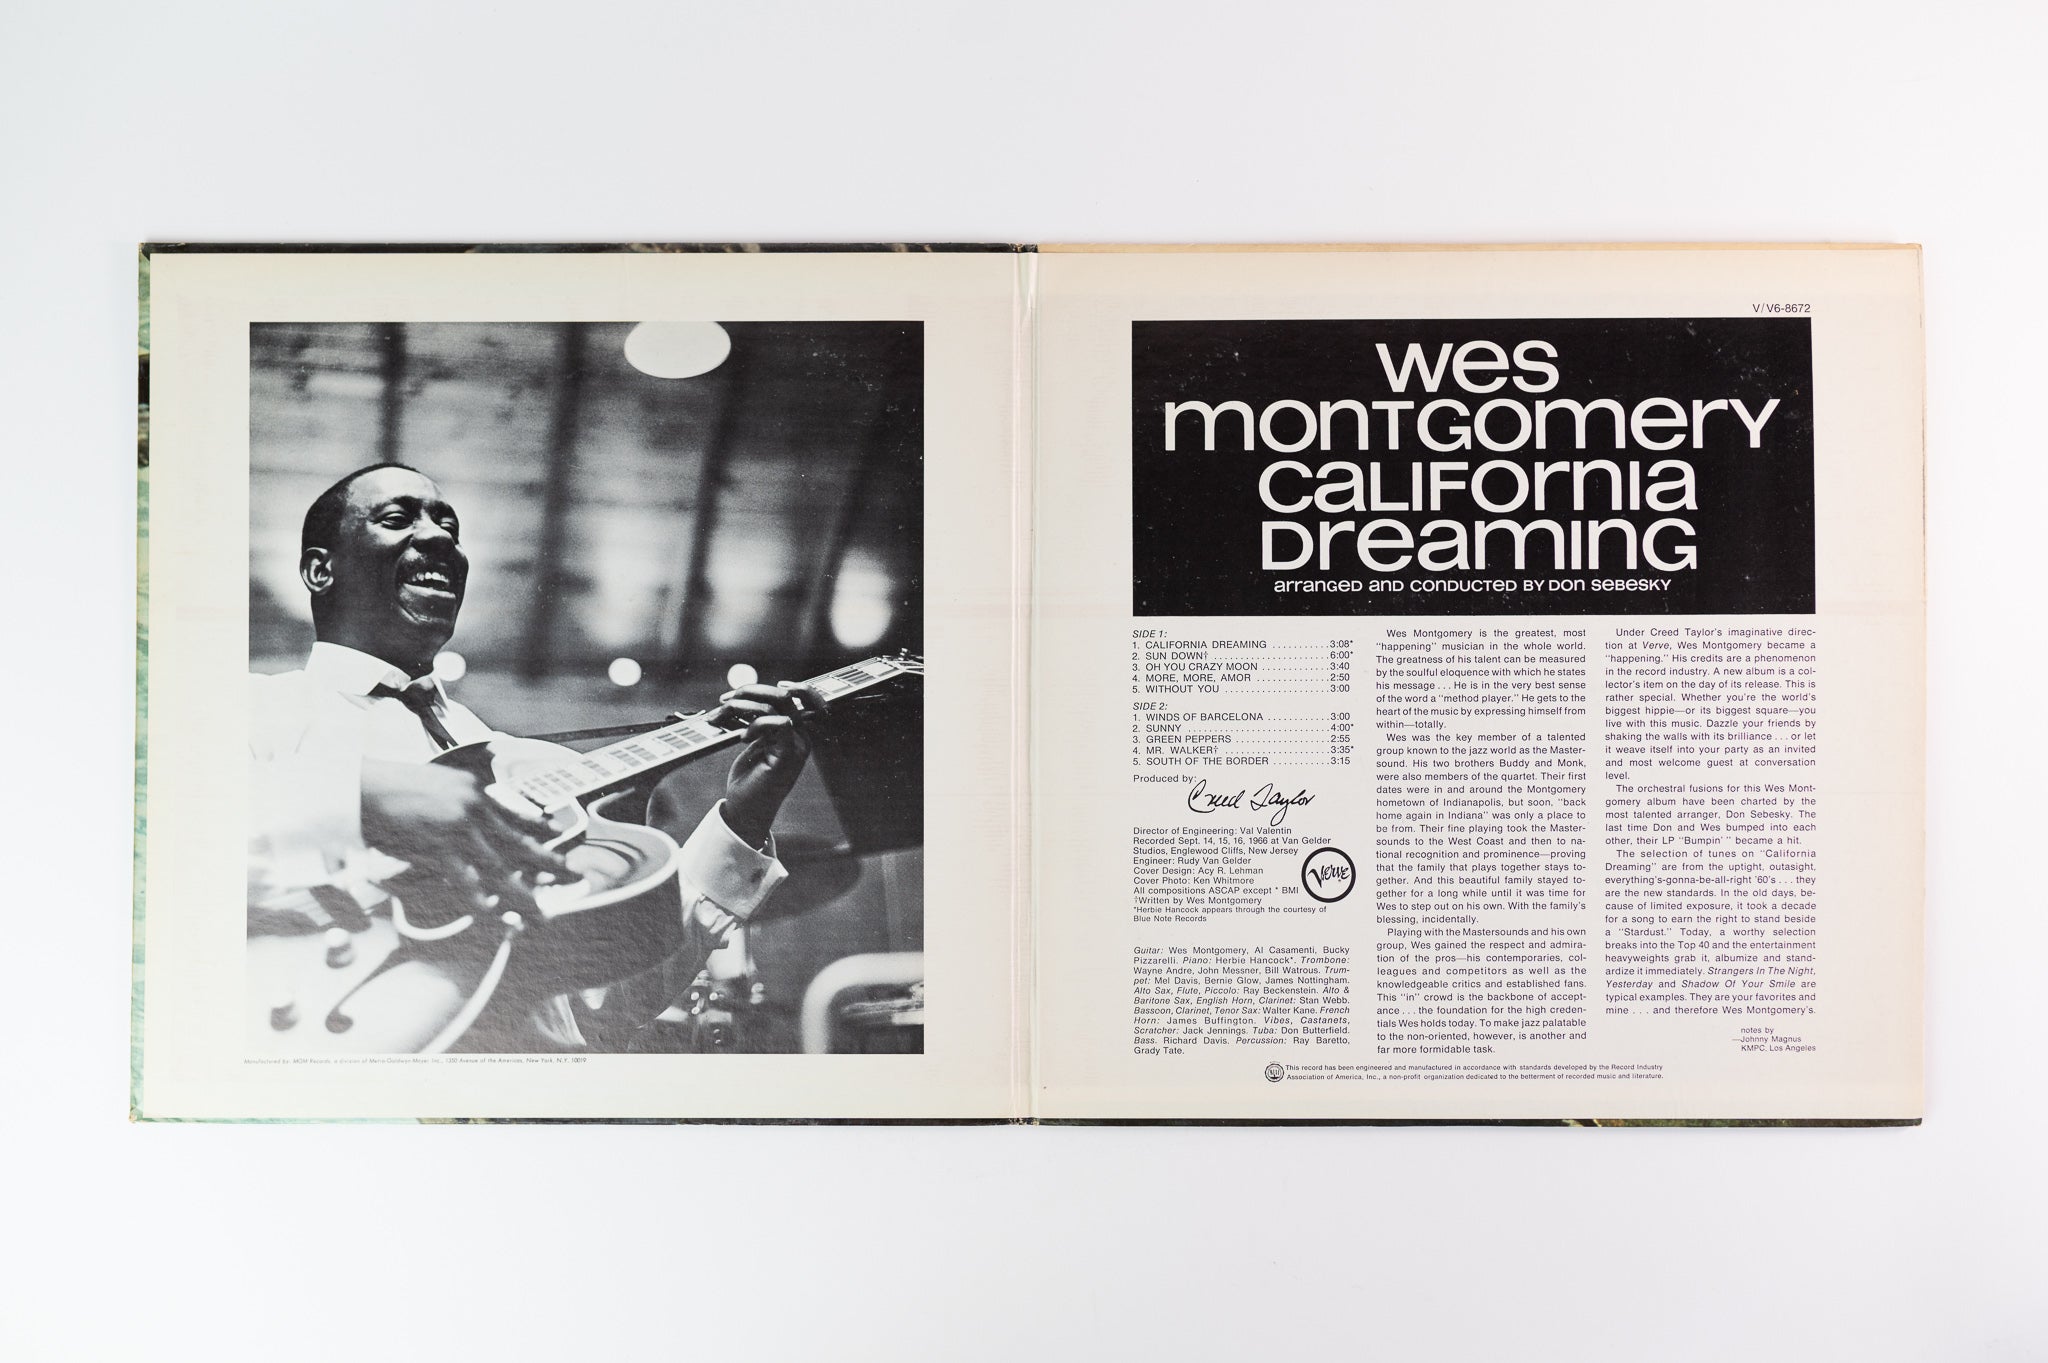 Manufactured by: MGM Records, a division of Metro-Goldwyn-Mayer Inc., 1350 Avenue of the Americas, New York, N.Y. 10019
V/V6-8672
wes
montgomery
california
dreaming
arranged and conducted by don sebesky
SIDE 1:
1. CALIFORNIA DREAMING ...........3:08*
2. SUN DOWN† .....................6:00*
3. OH YOU CRAZY MOON .............3:40
4. MORE, MORE, AMOR ..............2:50
5. WITHOUT YOU ...................3:00
SIDE 2:
1. WINDS OF BARCELONA ............3:00
2. SUNNY .........................4:00*
3. GREEN PEPPERS .................2:55
4. MR. WALKER† ...................3:35*
5. SOUTH OF THE BORDER ...........3:15
Produced by:
Creed Taylor
Director of Engineering: Val Valentin
Recorded Sept. 14, 15, 16, 1966 at Van Gelder
Studios, Englewood Cliffs, New Jersey
Engineer: Rudy Van Gelder
Cover Design: Acy R. Lehman
Cover Photo: Ken Whitmore
All compositions ASCAP except * BMI
†Written by Wes Montgomery
*Herbie Hancock appears through the courtesy of
Blue Note Records
Verve
Guitar: Wes Montgomery, Al Casamenti, Bucky
Pizzarelli. Piano: Herbie Hancock*. Trombone:
Wayne Andre, John Messner, Bill Watrous. Trum-
pet: Mel Davis, Bernie Glow, James Nottingham.
Alto Sax, Flute, Piccolo: Ray Beckenstein. Alto &
Baritone Sax, English Horn, Clarinet: Stan Webb.
Bassoon, Clarinet, Tenor Sax: Walter Kane. French
Horn: James Buffington. Vibes, Castanets,
Scratcher: Jack Jennings. Tuba: Don Butterfield.
Bass. Richard Davis. Percussion: Ray Baretto,
Grady Tate.
Wes Montgomery is the greatest, most
"happening" musician in the whole world.
The greatness of his talent can be measured
by the soulful eloquence with which he states
his message . . . He is in the very best sense
of the word a "method player." He gets to the
heart of the music by expressing himself from
within—totally.
Wes was the key member of a talented
group known to the jazz world as the Master-
sound. His two brothers Buddy and Monk,
were also members of the quartet. Their first
dates were in and around the Montgomery
hometown of Indianapolis, but soon, "back
home again in Indiana" was only a place to
be from. Their fine playing took the Master-
sounds to the West Coast and then to na-
tional recognition and prominence—proving
that the family that plays together stays to-
gether. And this beautiful family stayed to-
gether for a long while until it was time for
Wes to step out on his own. With the family's
blessing, incidentally.
Playing with the Mastersounds and his own
group, Wes gained the respect and admira-
tion of the pros—his contemporaries, col-
leagues and competitors as well as the
knowledgeable critics and established fans.
This "in" crowd is the backbone of accept-
ance . . . the foundation for the high creden-
tials Wes holds today. To make jazz palatable
to the non-oriented, however, is another and
far more formidable task.
Under Creed Taylor's imaginative direc-
tion at Verve, Wes Montgomery became a
"happening." His credits are a phenomenon
in the record industry. A new album is a col-
lector's item on the day of its release. This is
rather special. Whether you're the world's
biggest hippie—or its biggest square—you
live with this music. Dazzle your friends by
shaking the walls with its brilliance . . . or let
it weave itself into your party as an invited
and most welcome guest at conversation
level.
The orchestral fusions for this Wes Mont-
gomery album have been charted by the
most talented arranger, Don Sebesky. The
last time Don and Wes bumped into each
other, their LP "Bumpin' " became a hit.
The selection of tunes on "California
Dreaming" are from the uptight, outasight,
everything's-gonna-be-all-right '60's . . . they
are the new standards. In the old days, be-
cause of limited exposure, it took a decade
for a song to earn the right to stand beside
a "Stardust." Today, a worthy selection
breaks into the Top 40 and the entertainment
heavyweights grab it, albumize and stand-
ardize it immediately. Strangers In The Night,
Yesterday and Shadow Of Your Smile are
typical examples. They are your favorites and
mine . . . and therefore Wes Montgomery's.
notes by
—Johnny Magnus
KMPC, Los Angeles
This record has been engineered and manufactured in accordance with standards developed by the Record Industry
Association of America, Inc., a non-profit organization dedicated to the betterment of recorded music and literature.